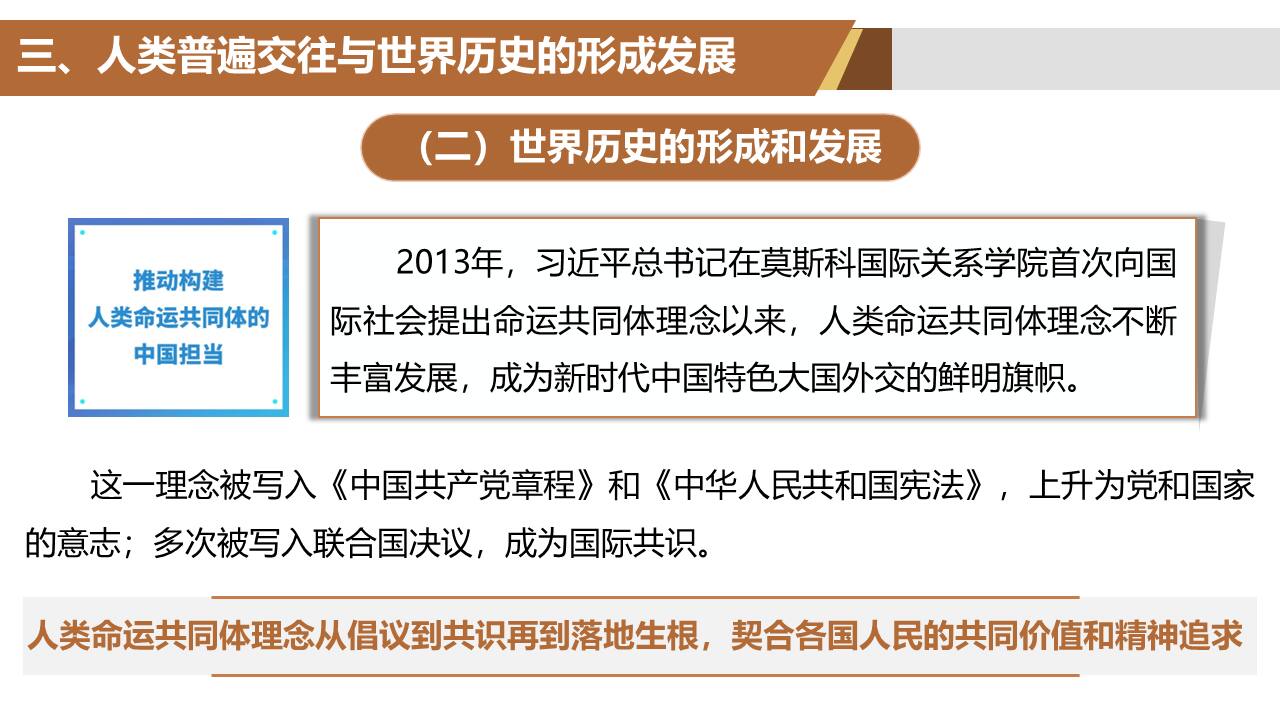 三、人类普遍交往与世界历史的形成发展
（二）世界历史的形成和发展
推动构建
人类命运共同体的
中国担当
2013年，习近平总书记在莫斯科国际关系学院首次向国
际社会提出命运共同体理念以来，人类命运共同体理念不断
丰富发展，成为新时代中国特色大国外交的鲜明旗帜。
这一理念被写入《中国共产党章程》和《中华人民共和国宪法》，上升为党和国家
的意志；多次被写入联合国决议，成为国际共识。
人类命运共同体理念从倡议到共识再到落地生根，契合各国人民的共同价值和精神追求